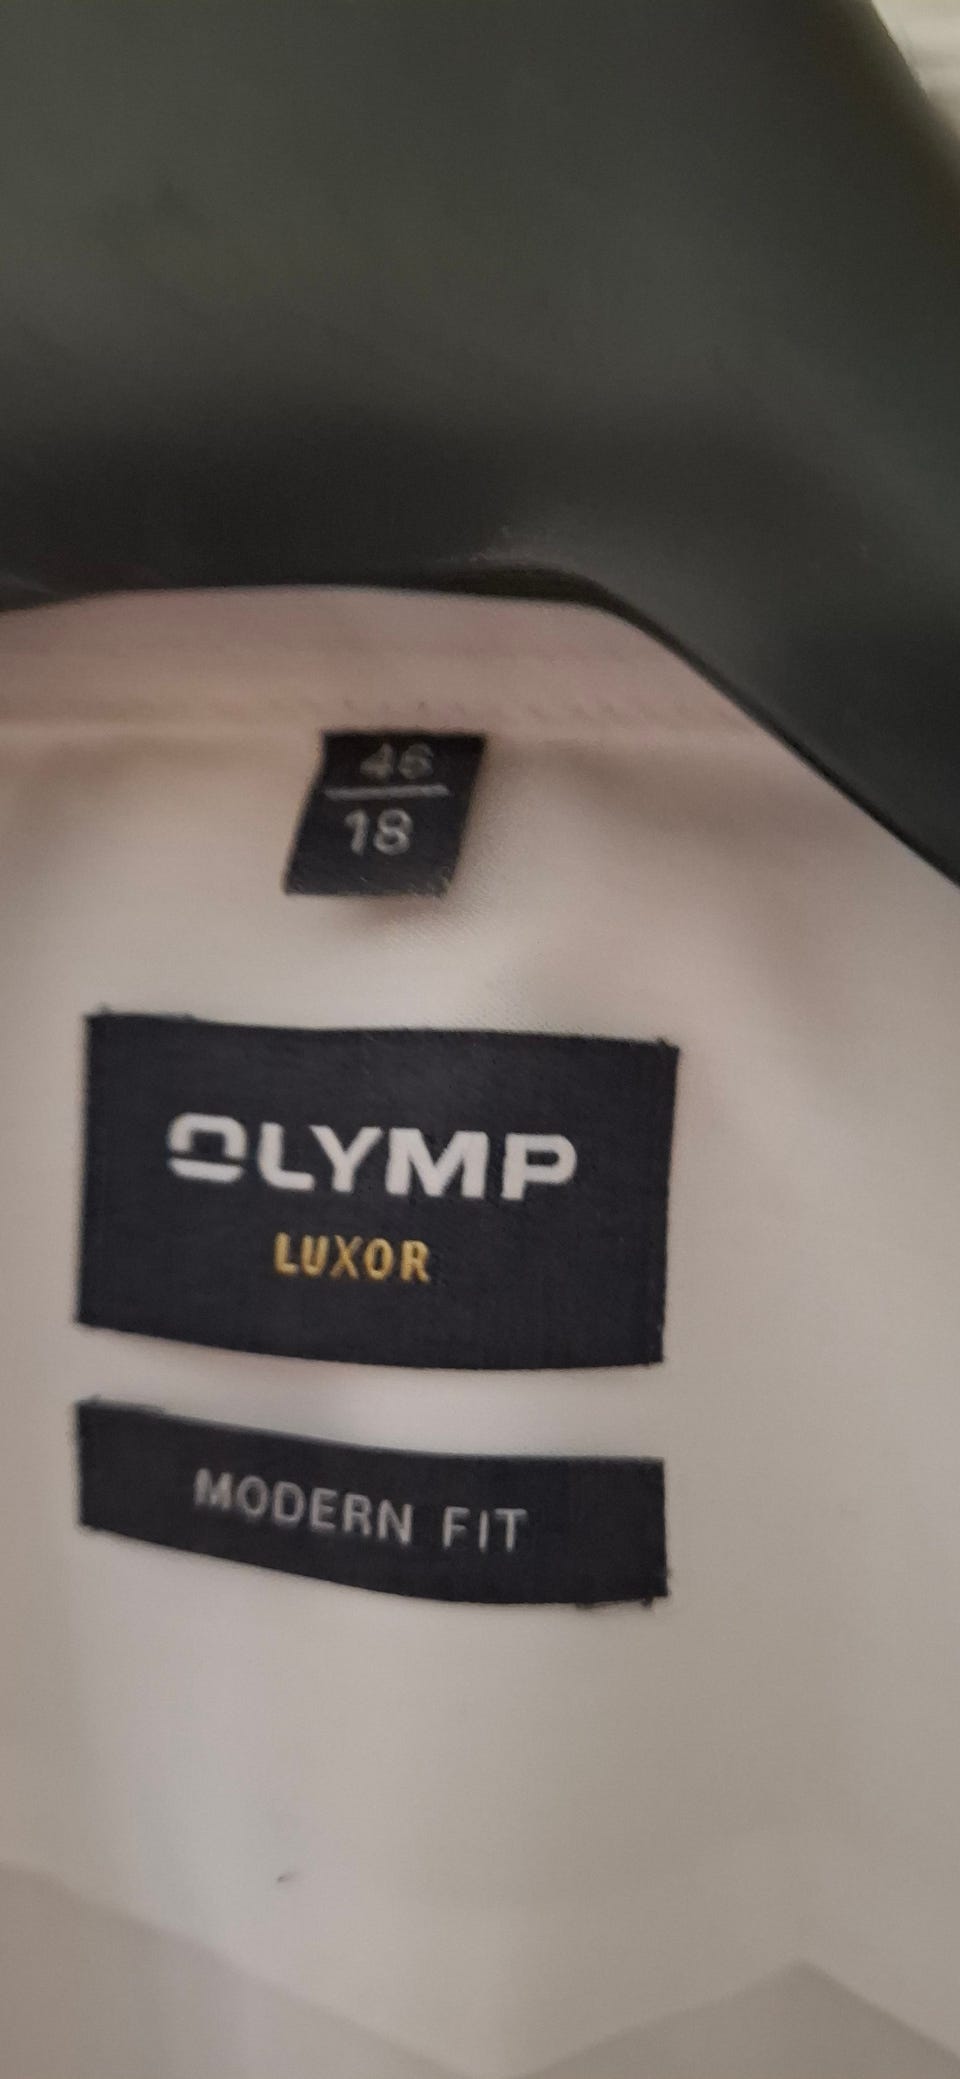 46
18
OLYMP
LUXOR
MODERN FIT